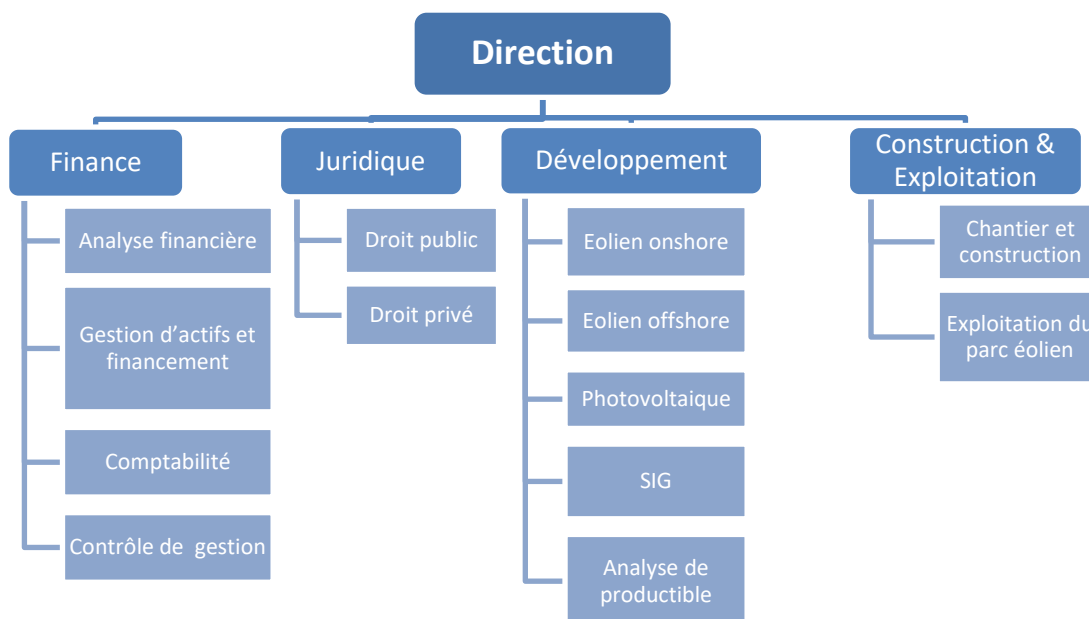 Direction
Finance
Analyse financière
Gestion d’actifs et
financement
Comptabilité
Contrôle de gestion
Juridique
Droit public
Droit privé
Développement
Eolien onshore
Eolien offshore
Photovoltaique
SIG
Analyse de
productible
Construction &
Exploitation
Chantier et
construction
Exploitation du
parc éolien